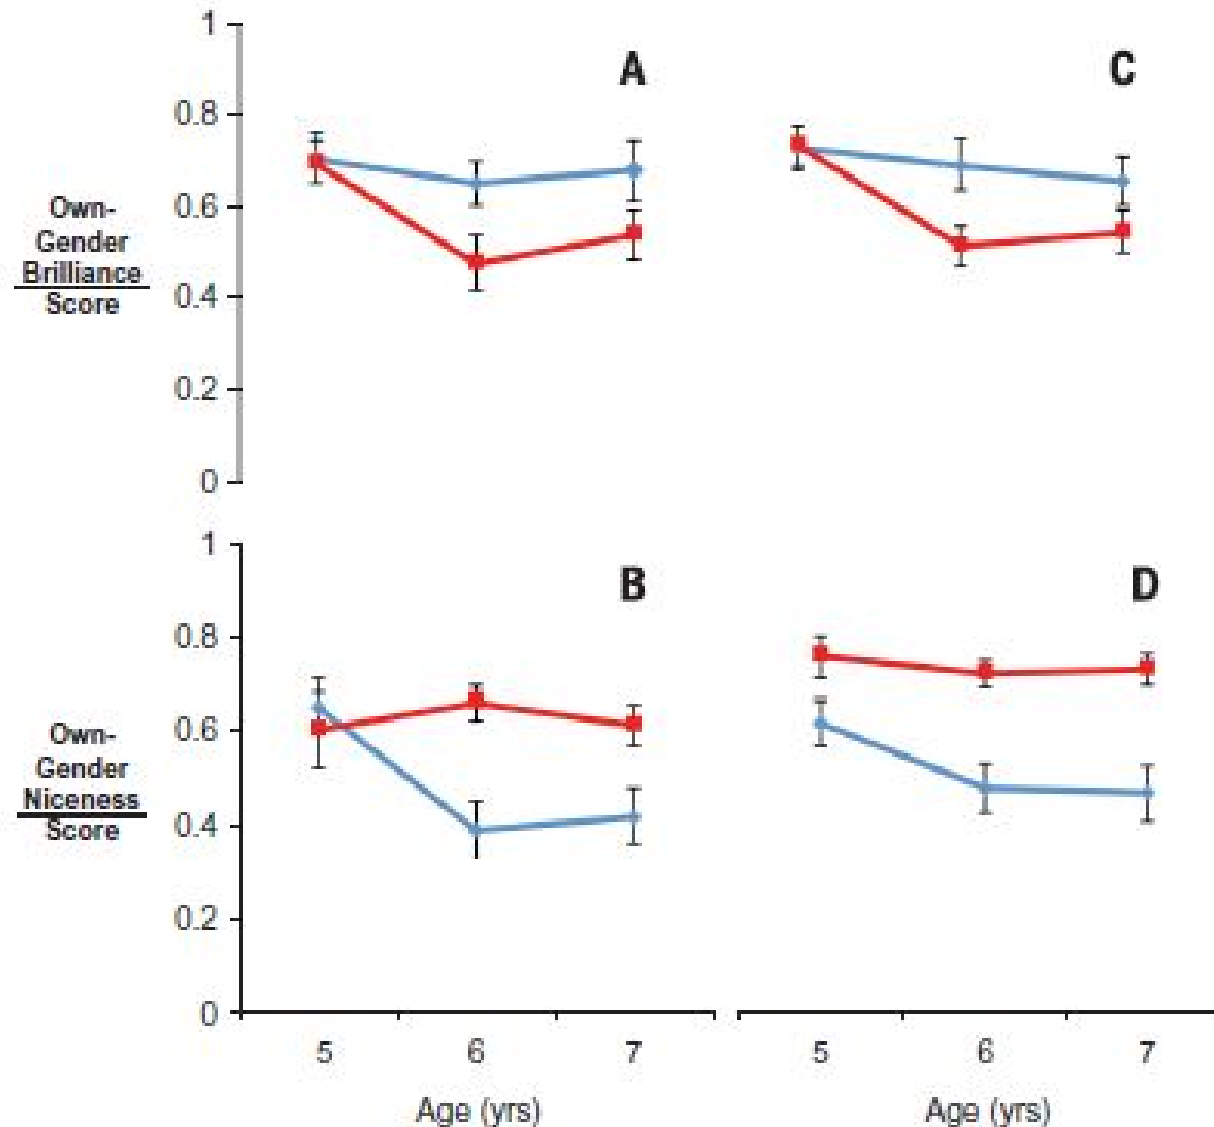 1
A
C
0.8
Own-
Gender
Brilliance
Score
0.6
0.4
0.2
0
1
B
D
0.8
Own-
Gender
Niceness
Score
0.6
0.4
0.2
0
5 6 7 5 6 7
Age (yrs) Age (yrs)